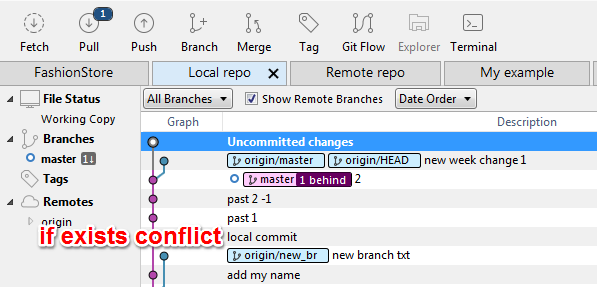 1
Fetch Pull Push Branch Merge Tag Git Flow Explorer Terminal
FashionStore Local repo Remote repo My example
File Status
Working Copy
Branches
master 1↓
Tags
Remotes
origin
All Branches Show Remote Branches Date Order
Graph Description
Uncommitted changes
origin/master origin/HEAD new week change 1
master 1 behind 2
past 2 -1
past 1
local commit
origin/new_br new branch txt
add my name
if exists conflict